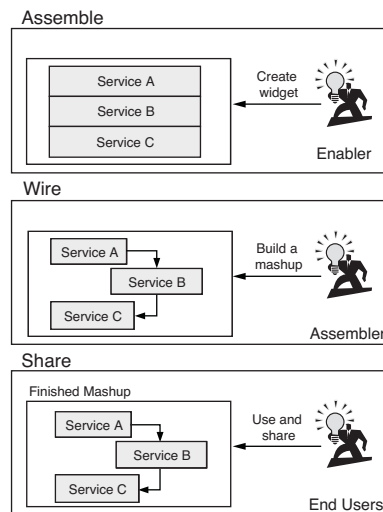 Assemble
Service A
Service B
Service C
Create
widget
Enabler
Wire
Service A
Service B
Service C
Build a
mashup
Assembler
Share
Finished Mashup
Service A
Service B
Service C
Use and
share
End Users